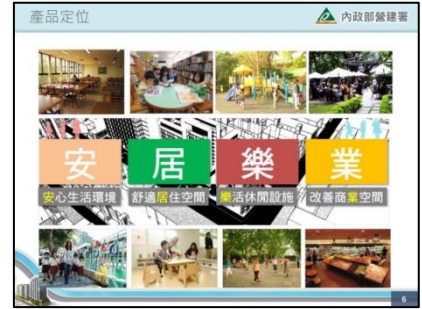 產品定位
內政部營建署
安 居 樂 業
安心生活環境 舒適居住空間 樂活休閒設施 改善商業空間
6